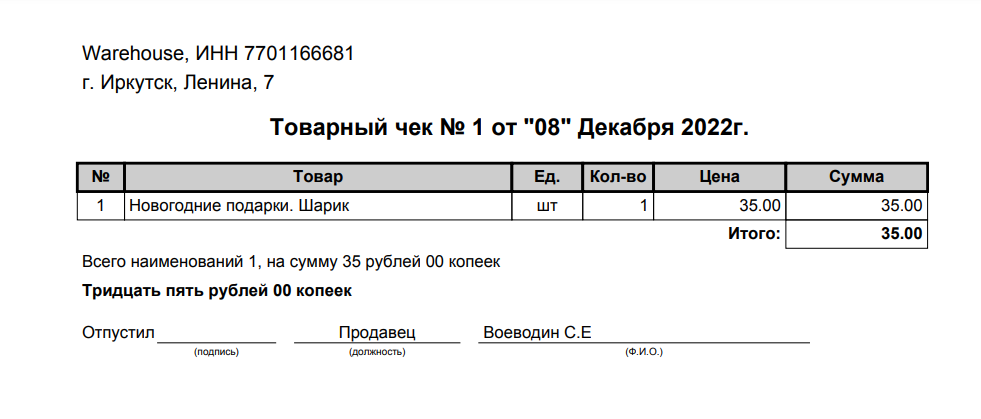 Warehouse, ИНН 7701166681
г. Иркутск, Ленина, 7
Товарный чек № 1 от "08" Декабря 2022г.
№ Товар Ед. Кол-во Цена Сумма
1 Новогодние подарки. Шарик шт 1 35.00 35.00
Итого: 35.00
Всего наименований 1, на сумму 35 рублей 00 копеек
Тридцать пять рублей 00 копеек
Отпустил Продавец Воеводин С.Е
(подпись) (должность) (Ф.И.О.)